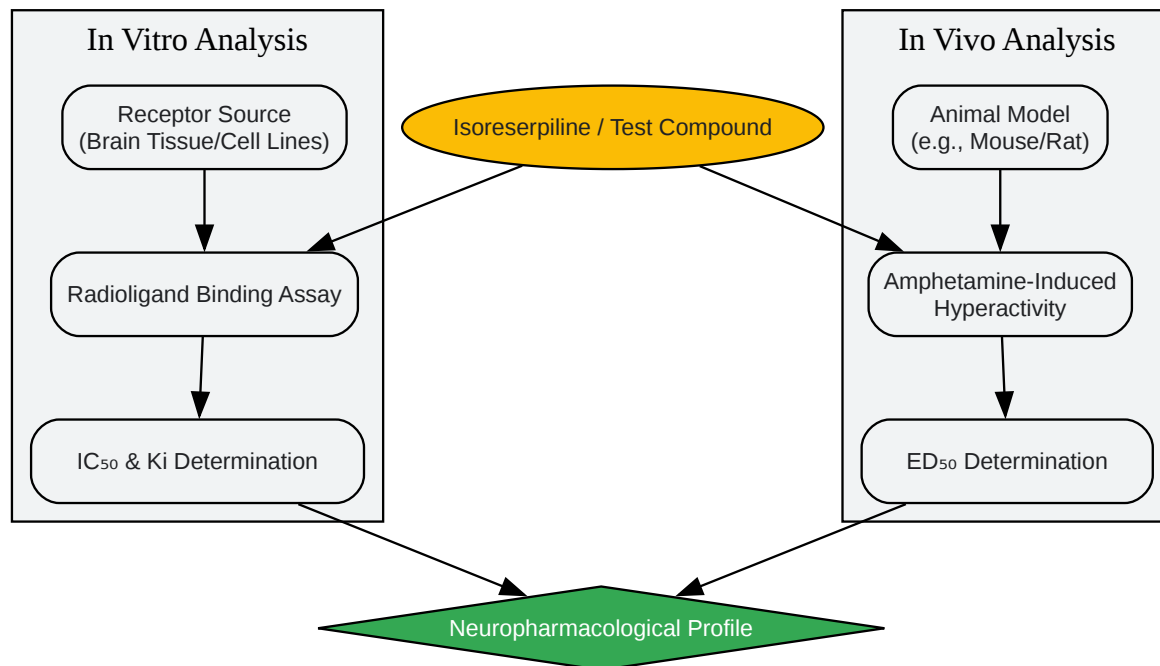 In Vitro Analysis
Receptor Source
(Brain Tissue/Cell Lines)
Radioligand Binding Assay
IC₅₀ & Ki Determination
Isoreserpiline / Test Compound
In Vivo Analysis
Animal Model
(e.g., Mouse/Rat)
Amphetamine-Induced
Hyperactivity
ED₅₀ Determination
Neuropharmacological Profile